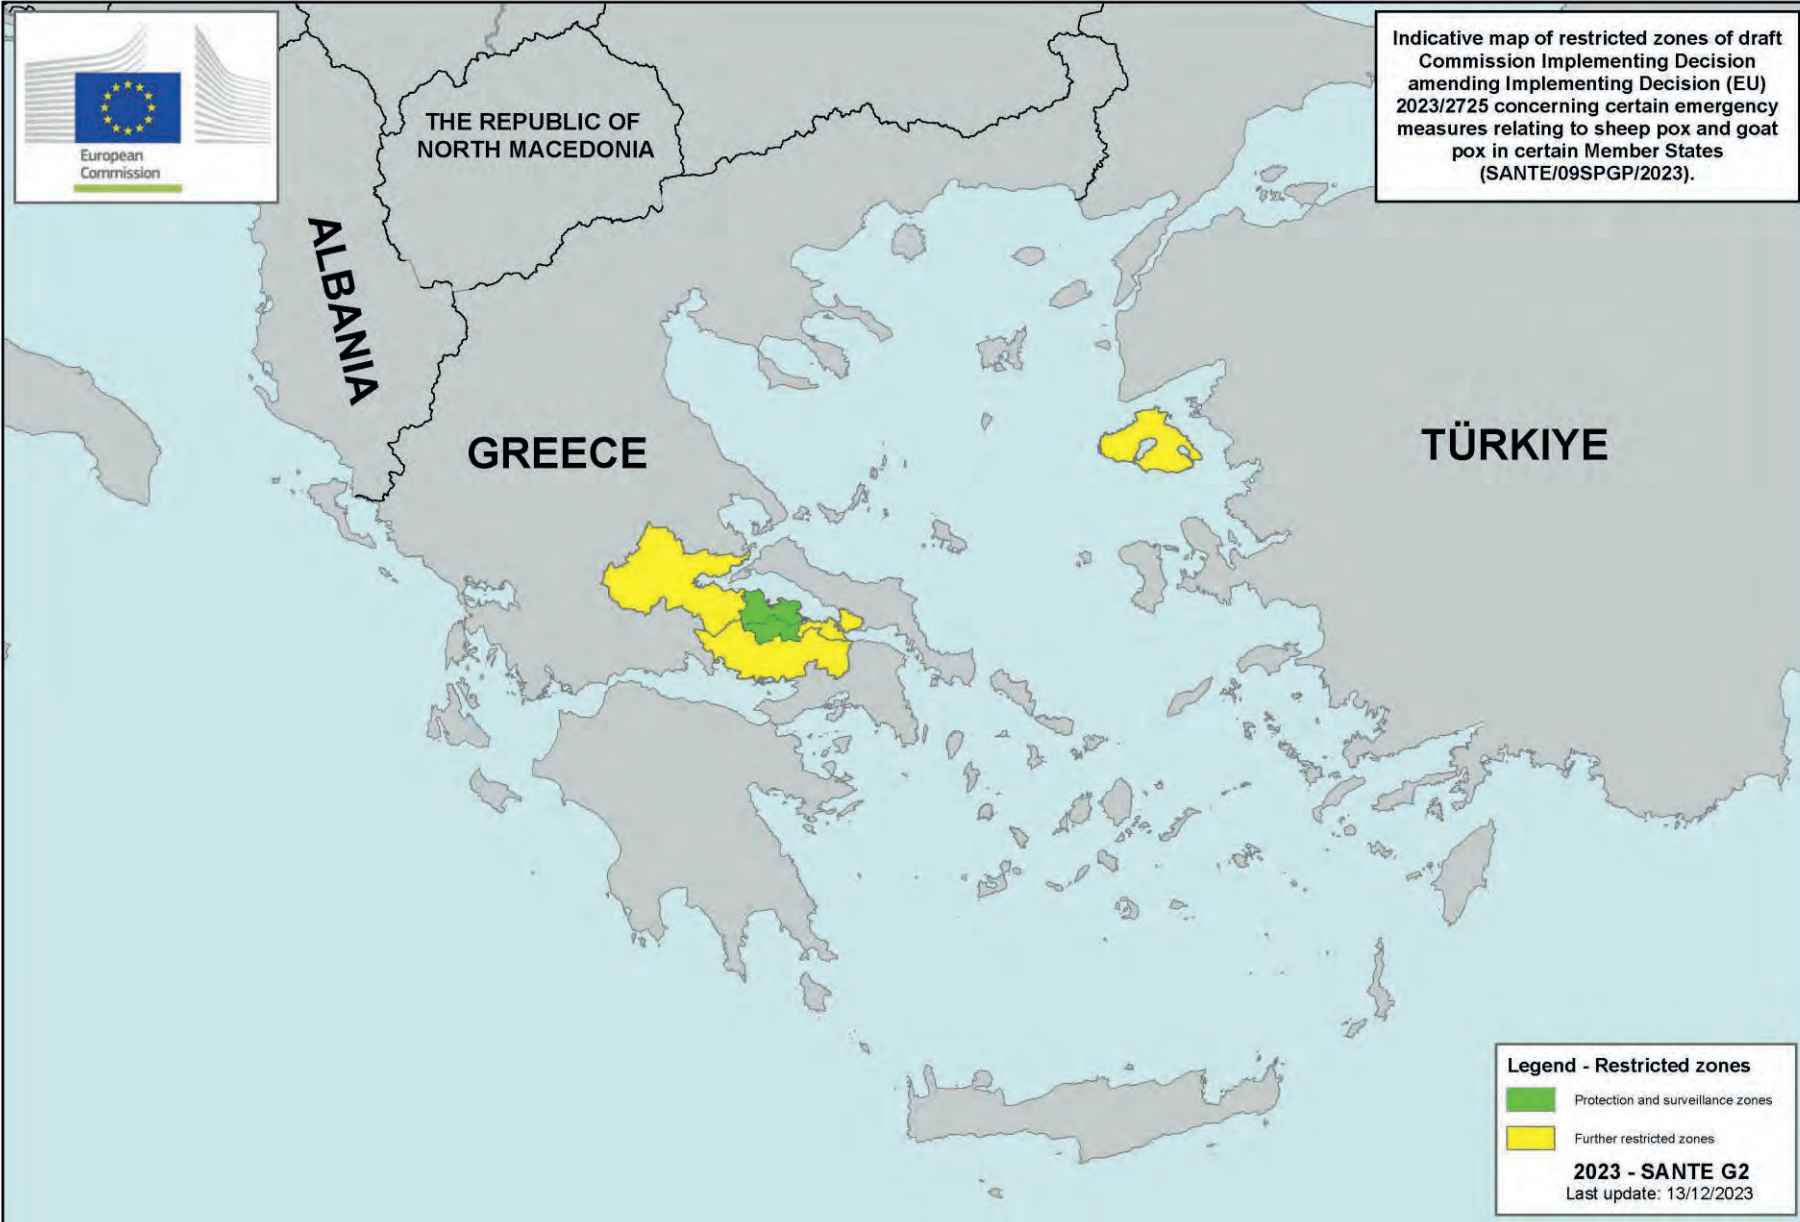 European
Commission
Indicative map of restricted zones of draft
Commission Implementing Decision
amending Implementing Decision (EU)
2023/2725 concerning certain emergency
measures relating to sheep pox and goat
pox in certain Member States
(SANTE/09SPGP/2023).
THE REPUBLIC OF
NORTH MACEDONIA
ALBANIA
GREECE
TÜRKIYE
Legend - Restricted zones
Protection and surveillance zones
Further restricted zones
2023 - SANTE G2
Last update: 13/12/2023